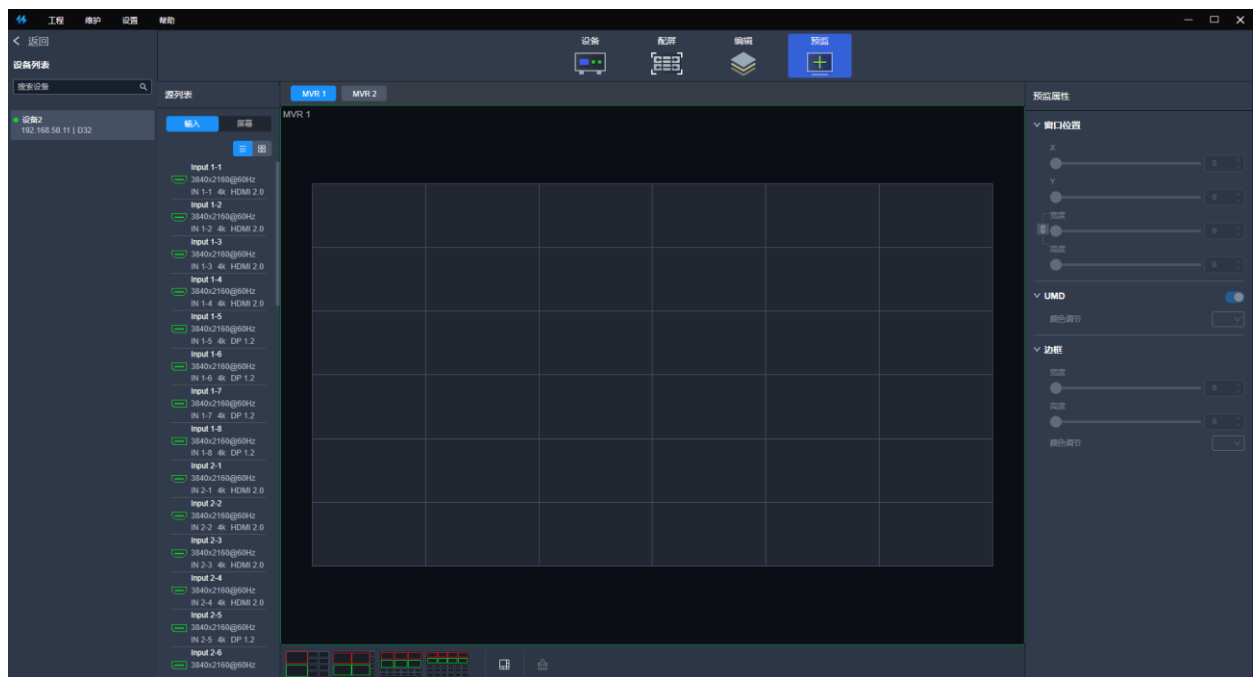 工程 维护 设置 帮助
返回
设备 配屏 编辑 预监
设备列表
搜索设备
设备2
192.168.50.11 | D32
源列表
输入 屏幕
Input 1-1
3840x2160@60Hz
IN 1-1 4k HDMI 2.0
Input 1-2
3840x2160@60Hz
IN 1-2 4k HDMI 2.0
Input 1-3
3840x2160@60Hz
IN 1-3 4k HDMI 2.0
Input 1-4
3840x2160@60Hz
IN 1-4 4k HDMI 2.0
Input 1-5
3840x2160@60Hz
IN 1-5 4k DP 1.2
Input 1-6
3840x2160@60Hz
IN 1-6 4k DP 1.2
Input 1-7
3840x2160@60Hz
IN 1-7 4k DP 1.2
Input 1-8
3840x2160@60Hz
IN 1-8 4k DP 1.2
Input 2-1
3840x2160@60Hz
IN 2-1 4k HDMI 2.0
Input 2-2
3840x2160@60Hz
IN 2-2 4k HDMI 2.0
Input 2-3
3840x2160@60Hz
IN 2-3 4k HDMI 2.0
Input 2-4
3840x2160@60Hz
IN 2-4 4k HDMI 2.0
Input 2-5
3840x2160@60Hz
IN 2-5 4k DP 1.2
Input 2-6
3840x2160@60Hz
MVR 1 MVR 2
MVR 1
预监属性
窗口位置
X
0
Y
0
宽度
0
高度
0
UMD
颜色调节
边框
宽度
0
高度
0
颜色调节